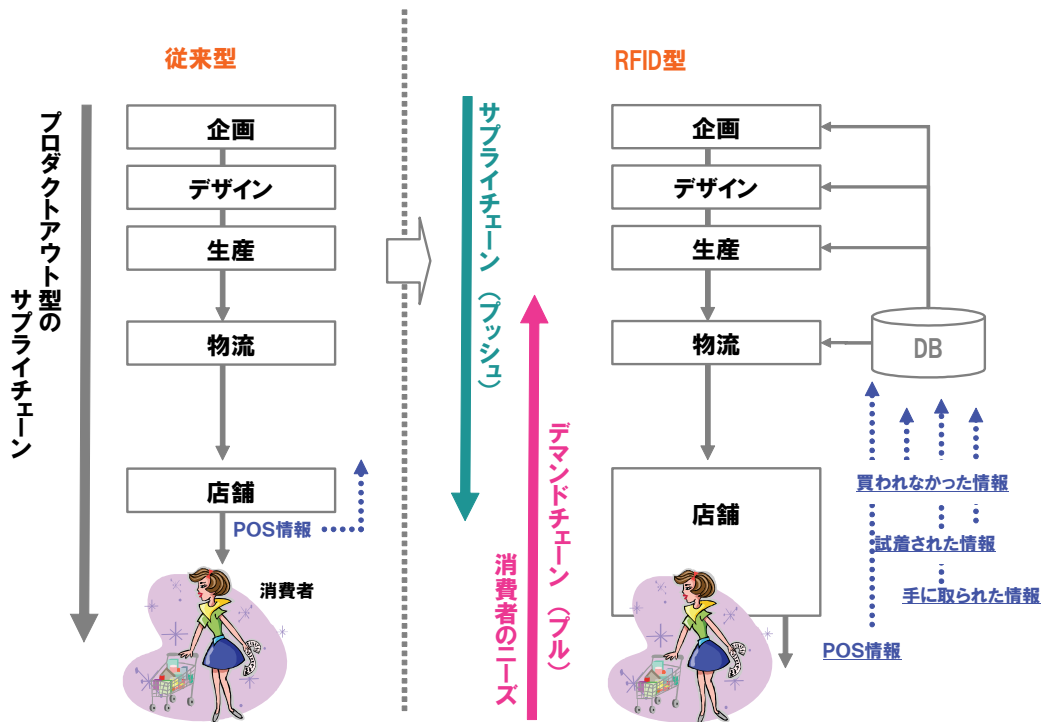 従来型
プロダクトアウト型の
サプライチェーン
企画
デザイン
生産
物流
店舗
POS情報
消費者
RFID型
サプライチェーン（プッシュ）
デマンドチェーン（プル）
消費者のニーズ
企画
デザイン
生産
物流
DB
店舗
買われなかった情報
試着された情報
手に取られた情報
POS情報